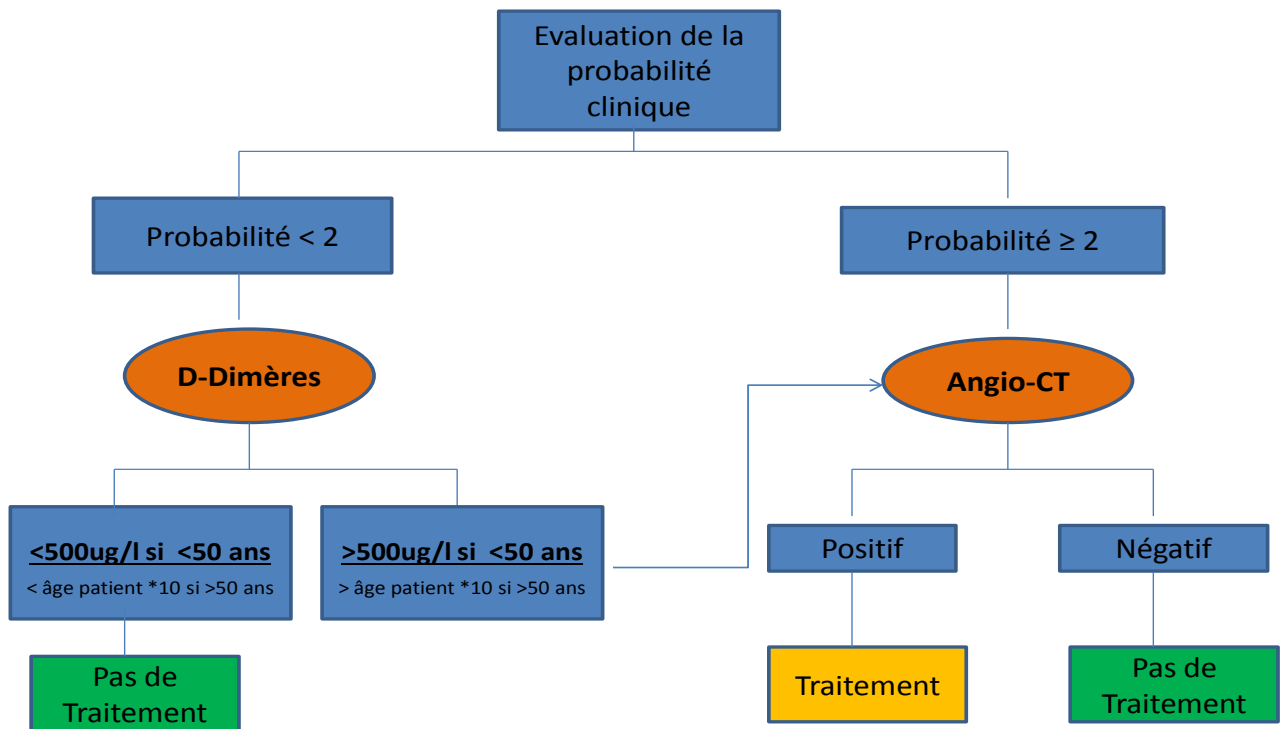 Evaluation de la
probabilité
clinique
Probabilité < 2
Probabilité ≥ 2
D-Dimères
Angio-CT
<500ug/l si <50 ans
< âge patient *10 si >50 ans
>500ug/l si <50 ans
> âge patient *10 si >50 ans
Positif
Négatif
Pas de
Traitement
Traitement
Pas de
Traitement